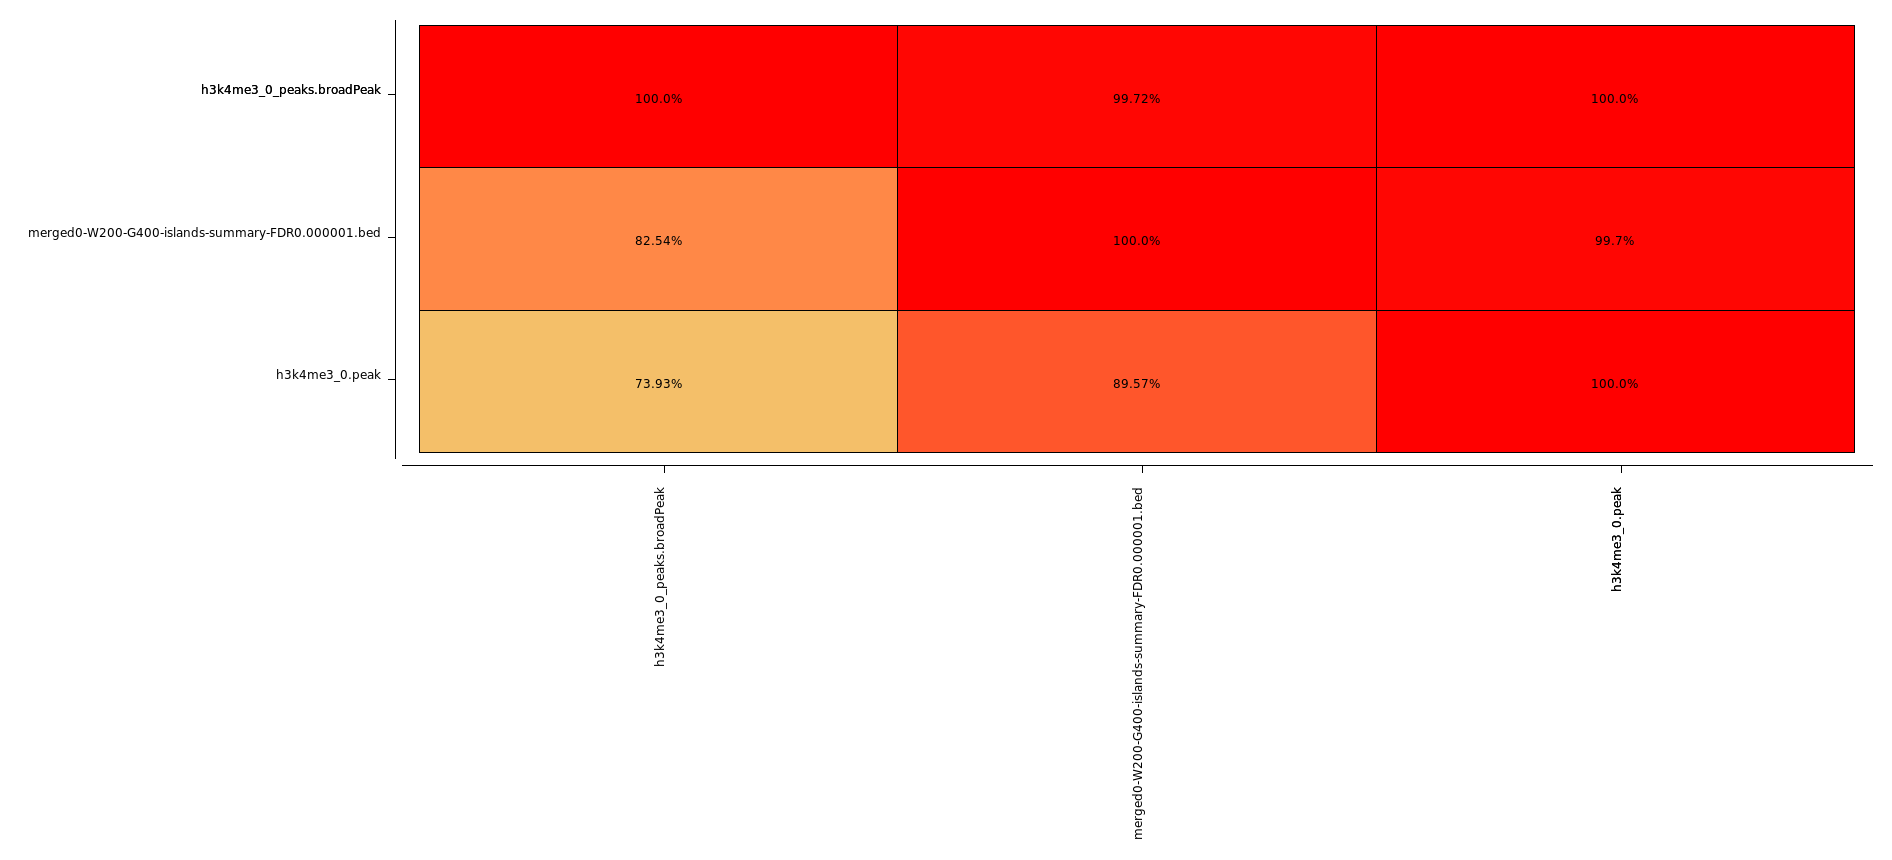 h3k4me3_0_peaks.broadPeak
100.0%
99.72%
100.0%
merged0-W200-G400-islands-summary-FDR0.000001.bed
82.54%
100.0%
99.7%
h3k4me3_0.peak
73.93%
89.57%
100.0%
h3k4me3_0_peaks.broadPeak
merged0-W200-G400-islands-summary-FDR0.000001.bed
h3k4me3_0.peak